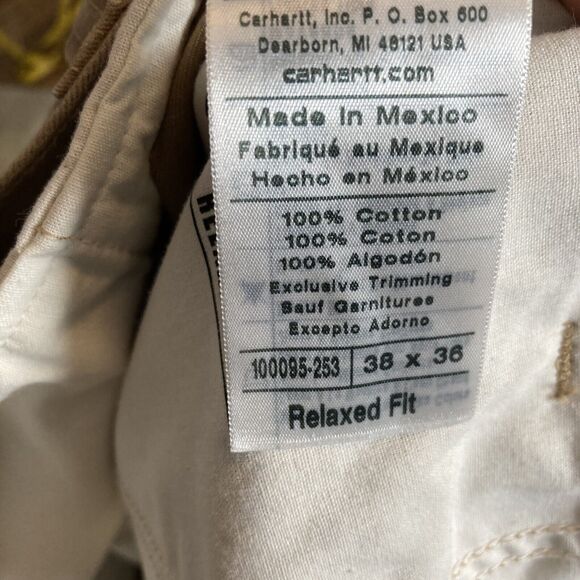 Carhartt, Inc. P. O. Box 600
Dearborn, MI 48121 USA
carhartt.com
Made In Mexico
Fabriqué au Mexique
Hecho en México
100% Cotton
100% Coton
100% Algodón
Exclusive Trimming
Sauf Garnitures
Excepto Adorno
100095-253 38 x 36
Relaxed Fit